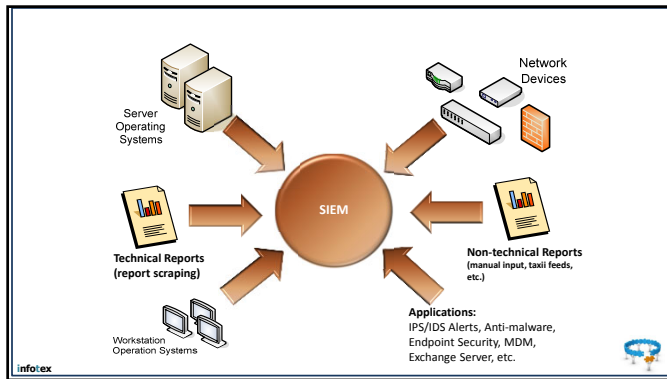 Server
Operating
Systems
Network
Devices
SIEM
Technical Reports
(report scraping)
Non-technical Reports
(manual input, taxii feeds,
etc.)
Workstation
Operation Systems
Applications:
IPS/IDS Alerts, Anti-malware,
Endpoint Security, MDM,
Exchange Server, etc.
infotex